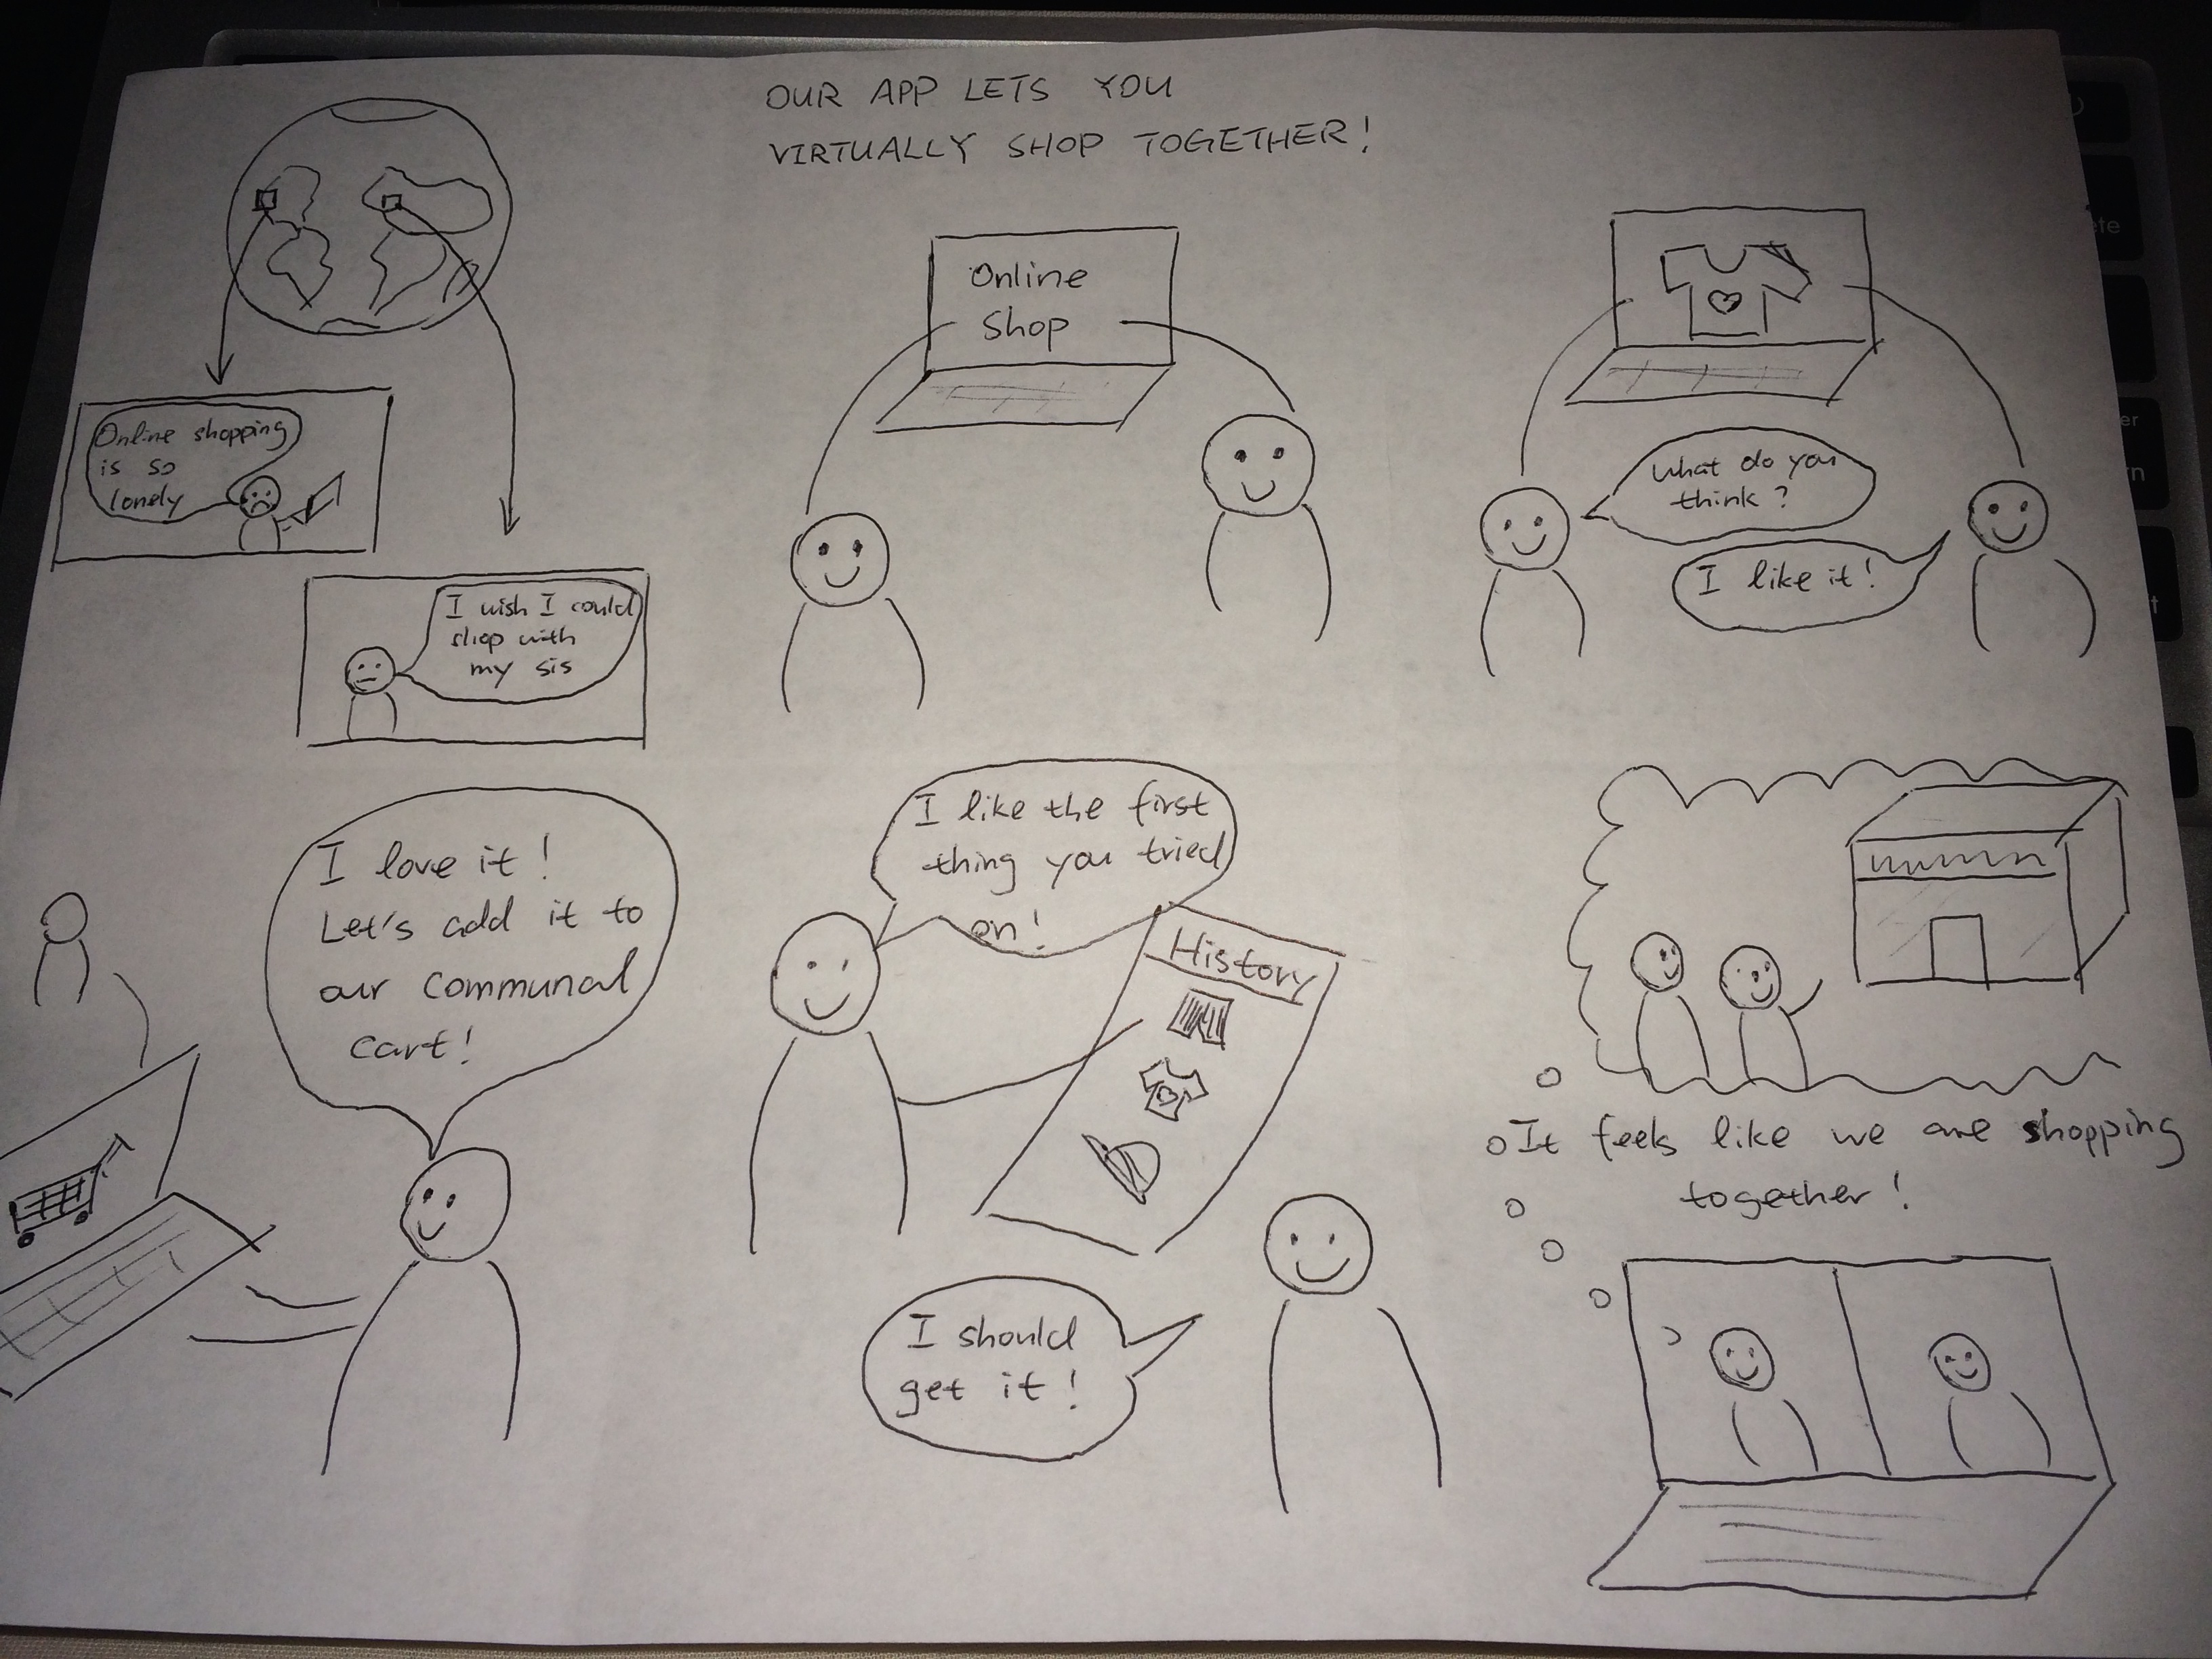 OUR APP LETS YOU
VIRTUALLY SHOP TOGETHER!
Online shopping
is so
lonely
I wish I could
shop with
my sis
Online
Shop
What do you
think?
I like it!
I love it!
Let's add it to
our communal
cart!
I like the first
thing you tried
on!
History
I should
get it!
It feels like we are shopping
together!